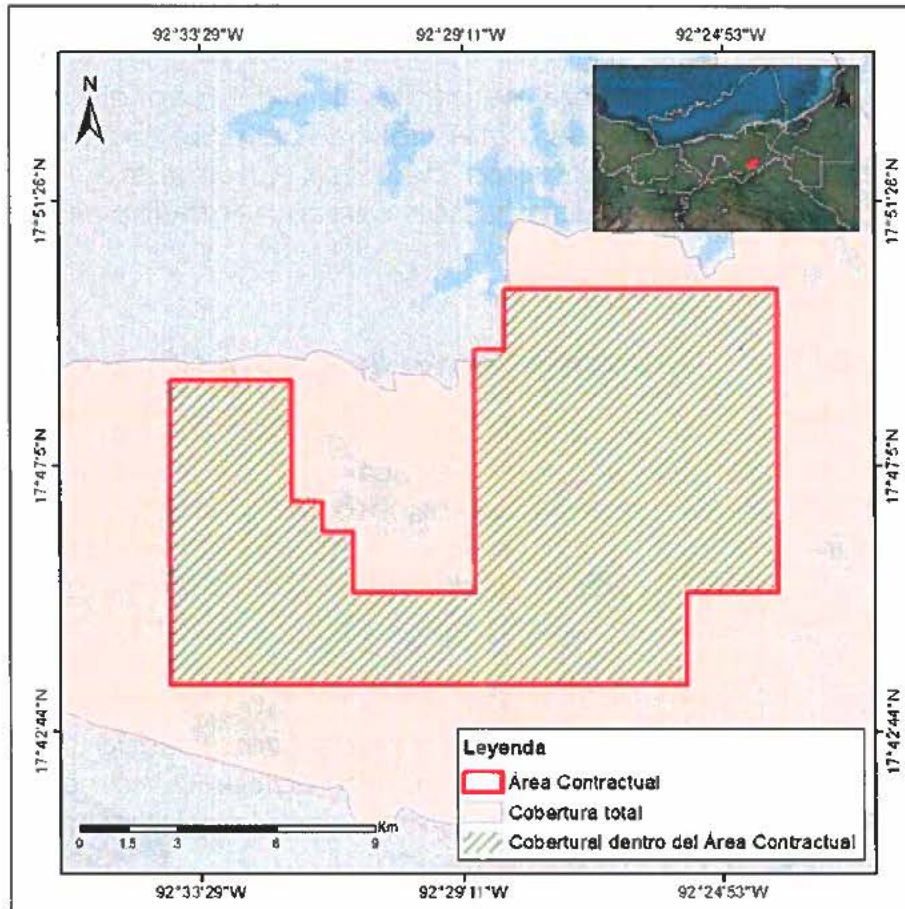 92°33'29"W 92°29'11"W 92°24'53"W
N
17°51'26"N 17°51'26"N
17°47'5"N 17°47'5"N
17°42'44"N 17°42'44"N
Leyenda
Área Contractual
Cobertura total
Cobertural dentro del Área Contractual
Km
0 1.5 3 6 9
92°33'29"W 92°29'11"W 92°24'53"W